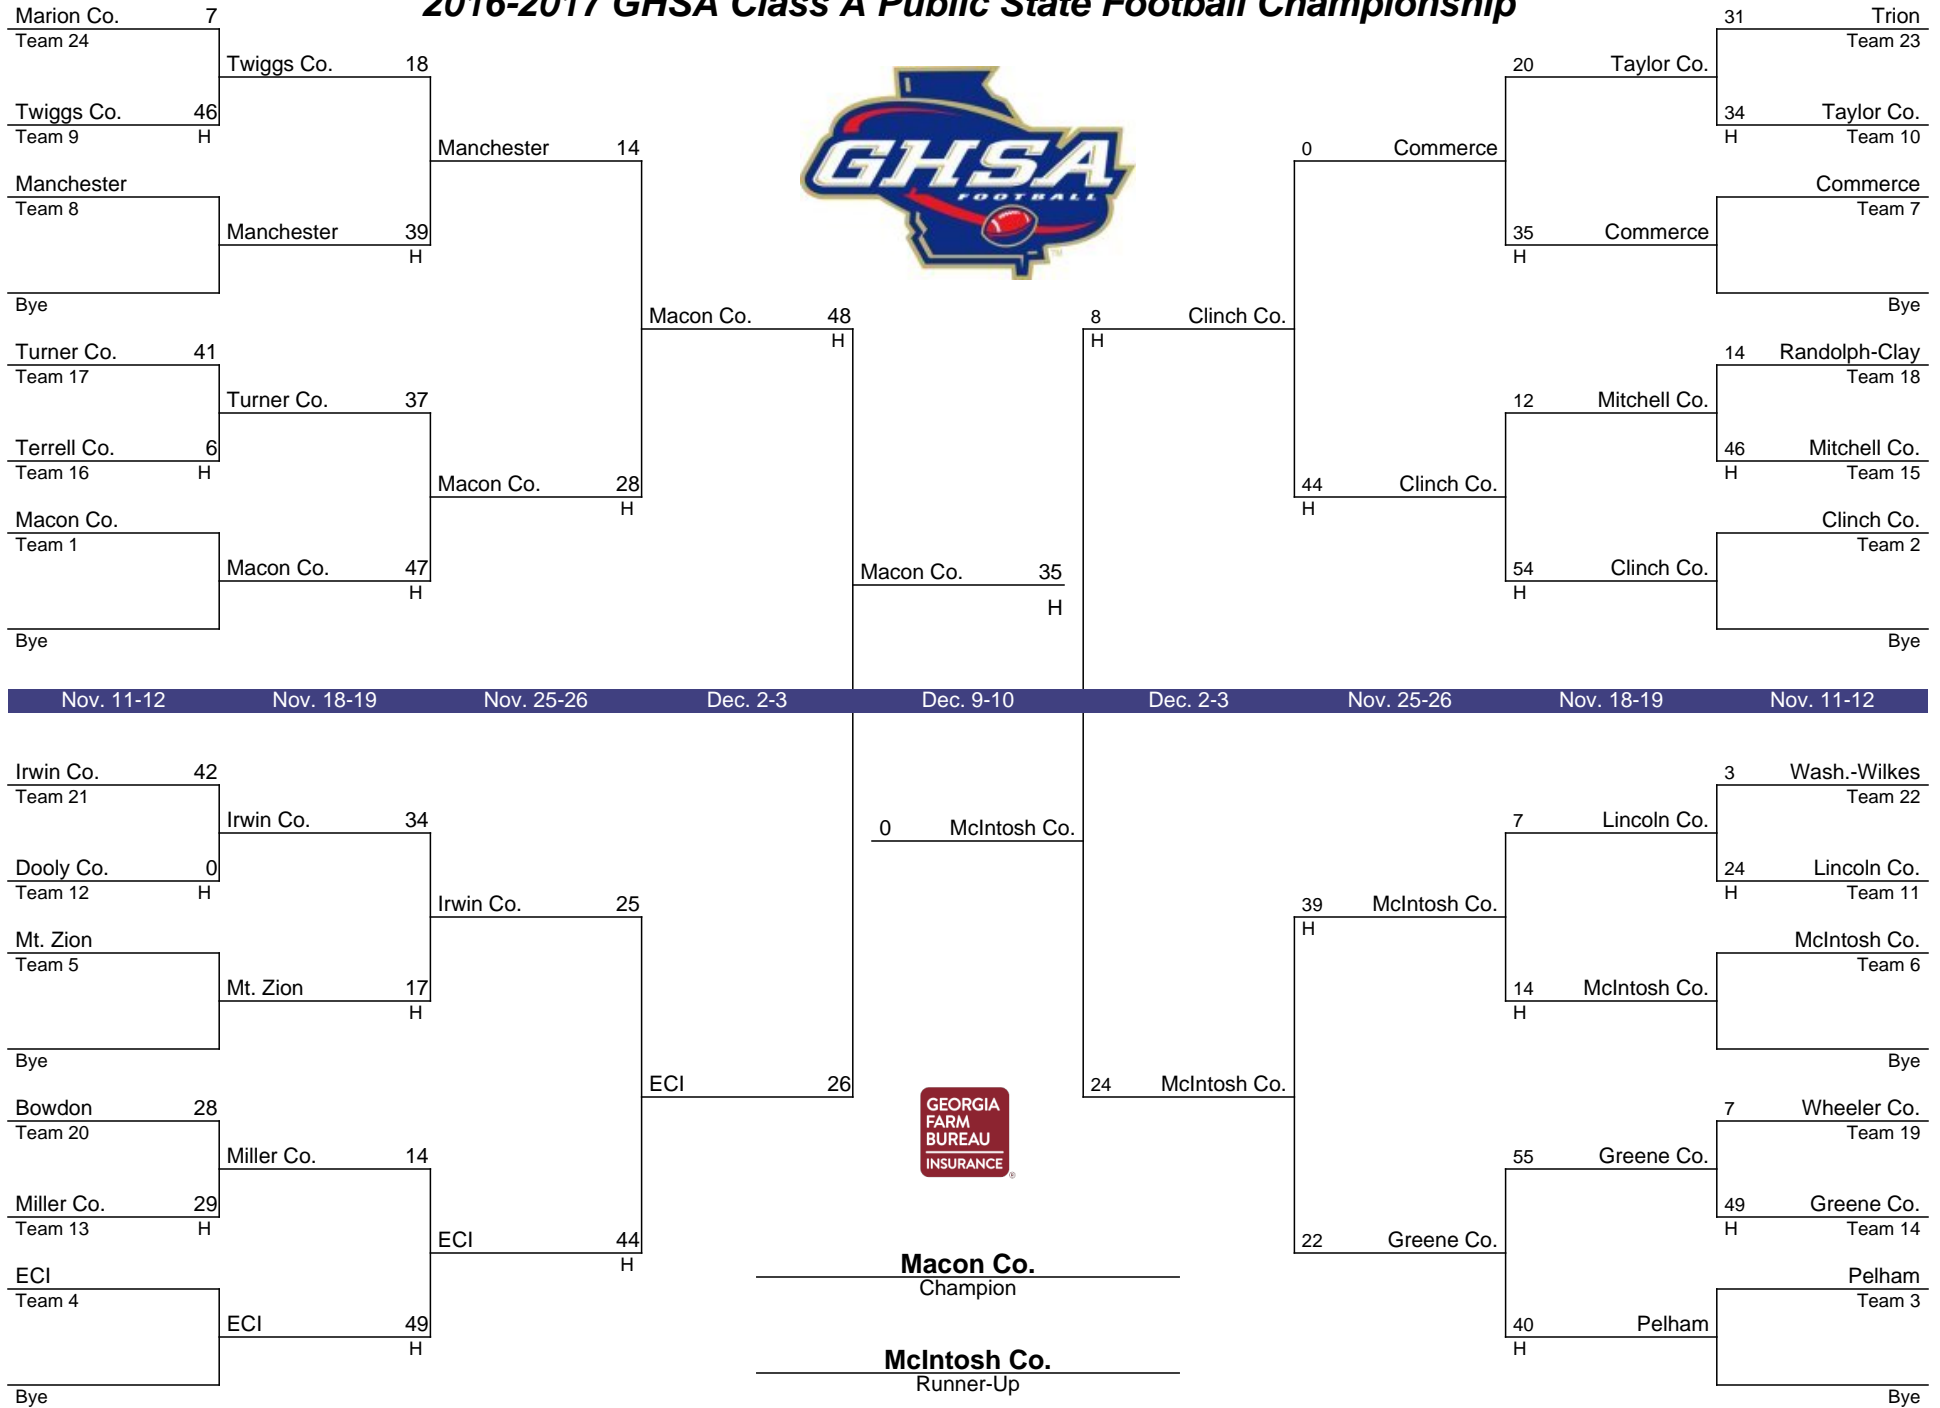 2016-2017 GHSA Class A Public State Football Championship
Marion Co. 7
Team 24
Twiggs Co. 18
Twiggs Co. 46
Team 9 H
Manchester 14
Manchester
Team 8
Manchester 39
H
Bye
Macon Co. 48
H
Turner Co. 41
Team 17
Turner Co. 37
Terrell Co. 6
Team 16 H
Macon Co. 28
H
Macon Co.
Team 1
Macon Co. 47
H
Bye
Macon Co. 35
H
GHSA
FOOTBALL
TM
31 Trion
Team 23
20 Taylor Co.
34 Taylor Co.
H Team 10
0 Commerce
Commerce
Team 7
35 Commerce
H
Bye
8 Clinch Co.
H
14 Randolph-Clay
Team 18
12 Mitchell Co.
46 Mitchell Co.
H Team 15
44 Clinch Co.
H
Clinch Co.
Team 2
54 Clinch Co.
H
Bye
Nov. 11-12 Nov. 18-19 Nov. 25-26 Dec. 2-3 Dec. 9-10 Dec. 2-3 Nov. 25-26 Nov. 18-19 Nov. 11-12
Irwin Co. 42
Team 21
Irwin Co. 34
Dooly Co. 0
Team 12 H
Irwin Co. 25
Mt. Zion
Team 5
Mt. Zion 17
H
Bye
ECI 26
Bowdon 28
Team 20
Miller Co. 14
Miller Co. 29
Team 13 H
ECI 44
H
ECI
Team 4
ECI 49
H
Bye
0 McIntosh Co.
GEORGIA
FARM
BUREAU
INSURANCE
®
Macon Co.
Champion
McIntosh Co.
Runner-Up
3 Wash.-Wilkes
Team 22
7 Lincoln Co.
24 Lincoln Co.
H Team 11
39 McIntosh Co.
H
McIntosh Co.
Team 6
14 McIntosh Co.
H
Bye
24 McIntosh Co.
7 Wheeler Co.
Team 19
55 Greene Co.
49 Greene Co.
H Team 14
22 Greene Co.
Pelham
Team 3
40 Pelham
H
Bye